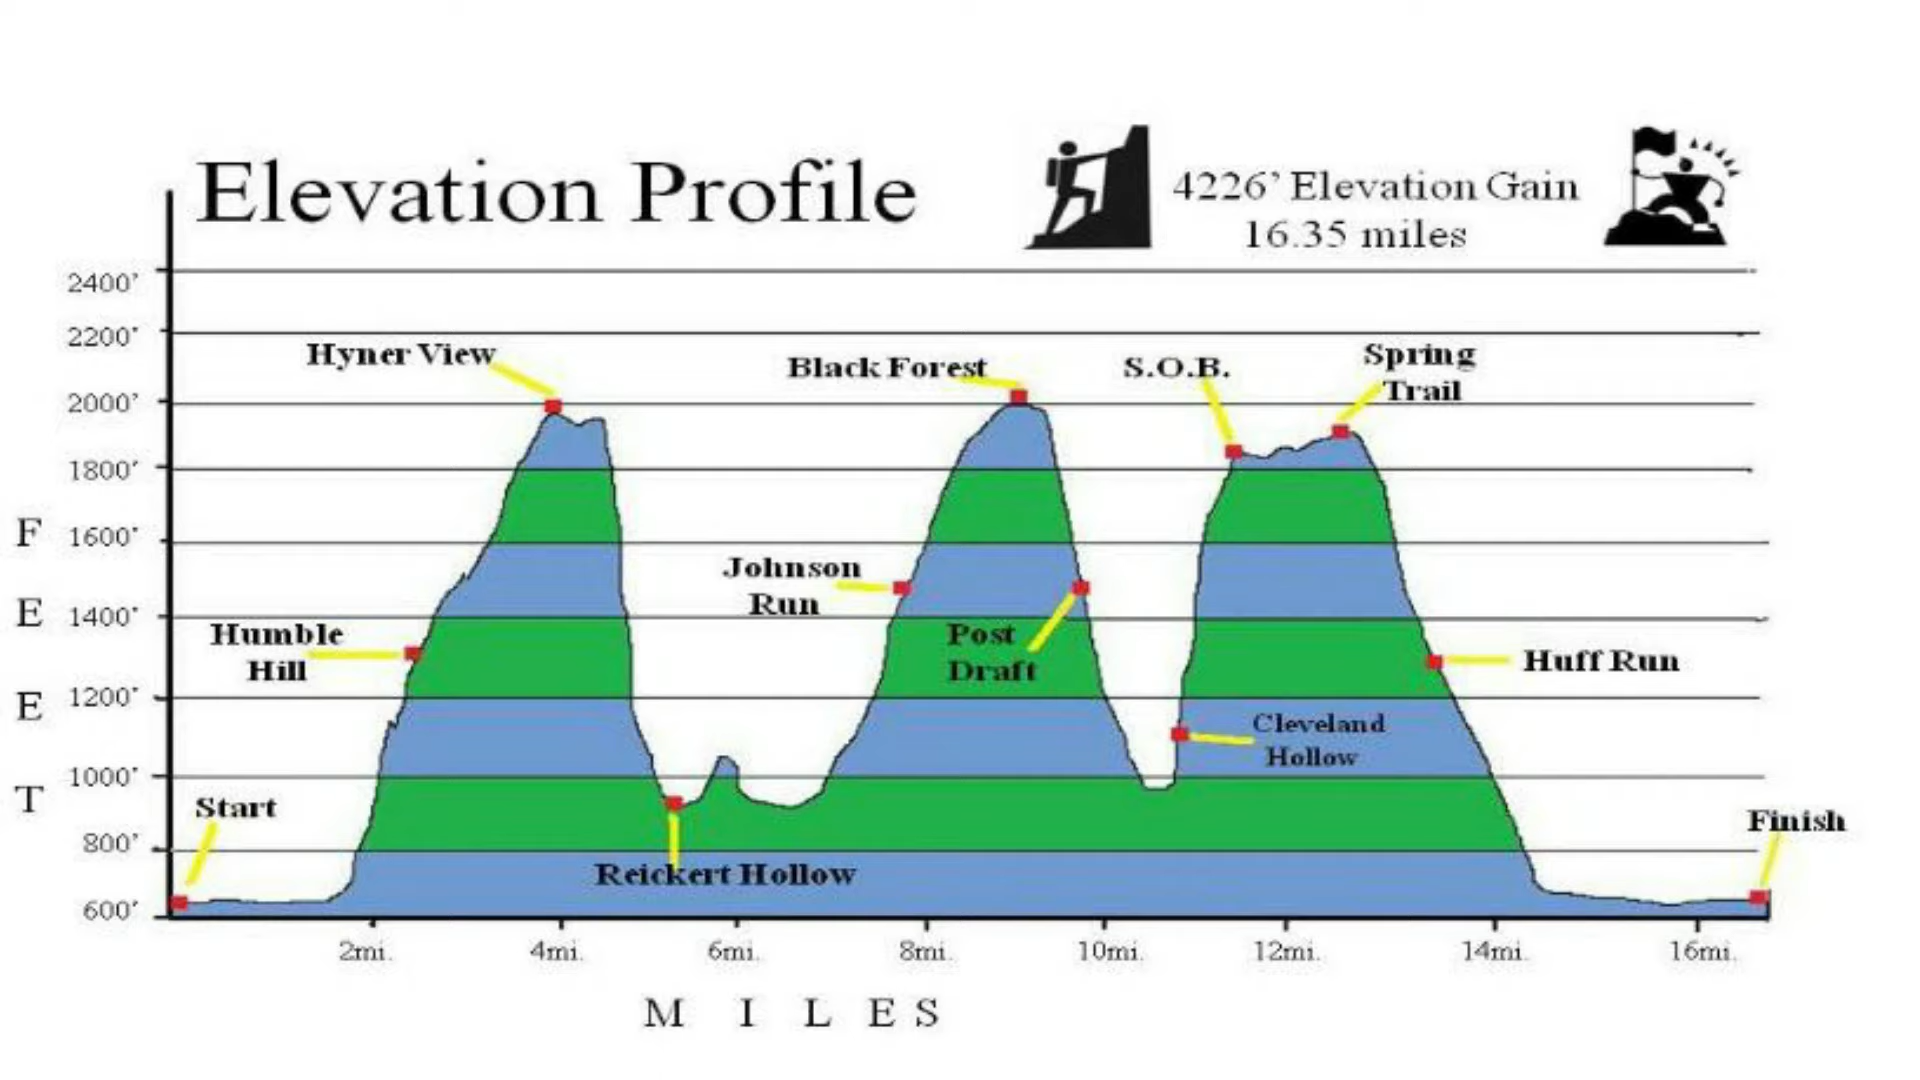 Elevation Profile
4226’ Elevation Gain
16.35 miles
2400’
2200’
2000’
1800’
1600’
1400’
1200’
1000’
800’
600’
F
E
E
T
Hyner View
Black Forest
S.O.B.
Spring
Trail
Johnson
Run
Humble
Hill
Post
Draft
Huff Run
Cleveland
Hollow
Start
Reickert Hollow
Finish
2mi.
4mi.
6mi.
8mi.
10mi.
12mi.
14mi.
16mi.
M I L E S